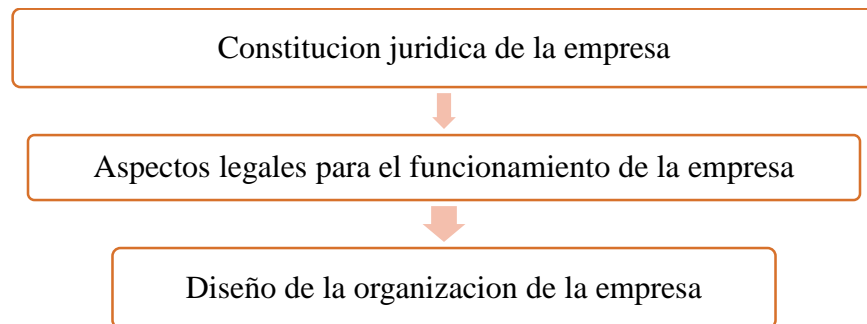 Constitucion juridica de la empresa
Aspectos legales para el funcionamiento de la empresa
Diseño de la organizacion de la empresa